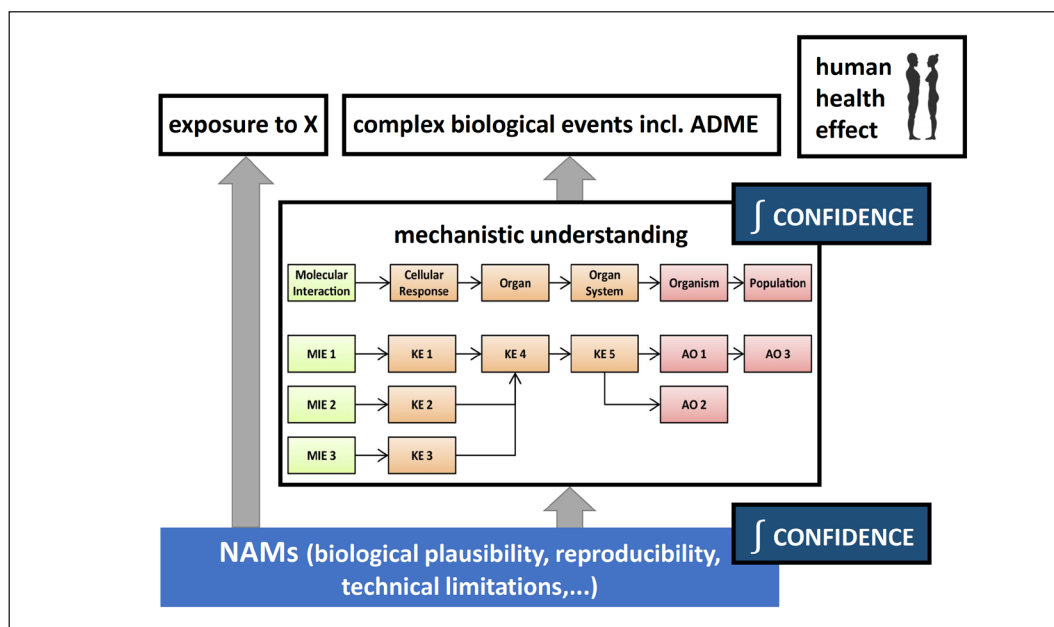 human
health
effect
exposure to X
complex biological events incl. ADME
∫ CONFIDENCE
mechanistic understanding
Molecular
Interaction
Cellular
Response
Organ
Organ
System
Organism
Population
MIE 1
KE 1
KE 4
KE 5
AO 1
AO 3
MIE 2
KE 2
AO 2
MIE 3
KE 3
∫ CONFIDENCE
NAMs (biological plausibility, reproducibility,
technical limitations,...)